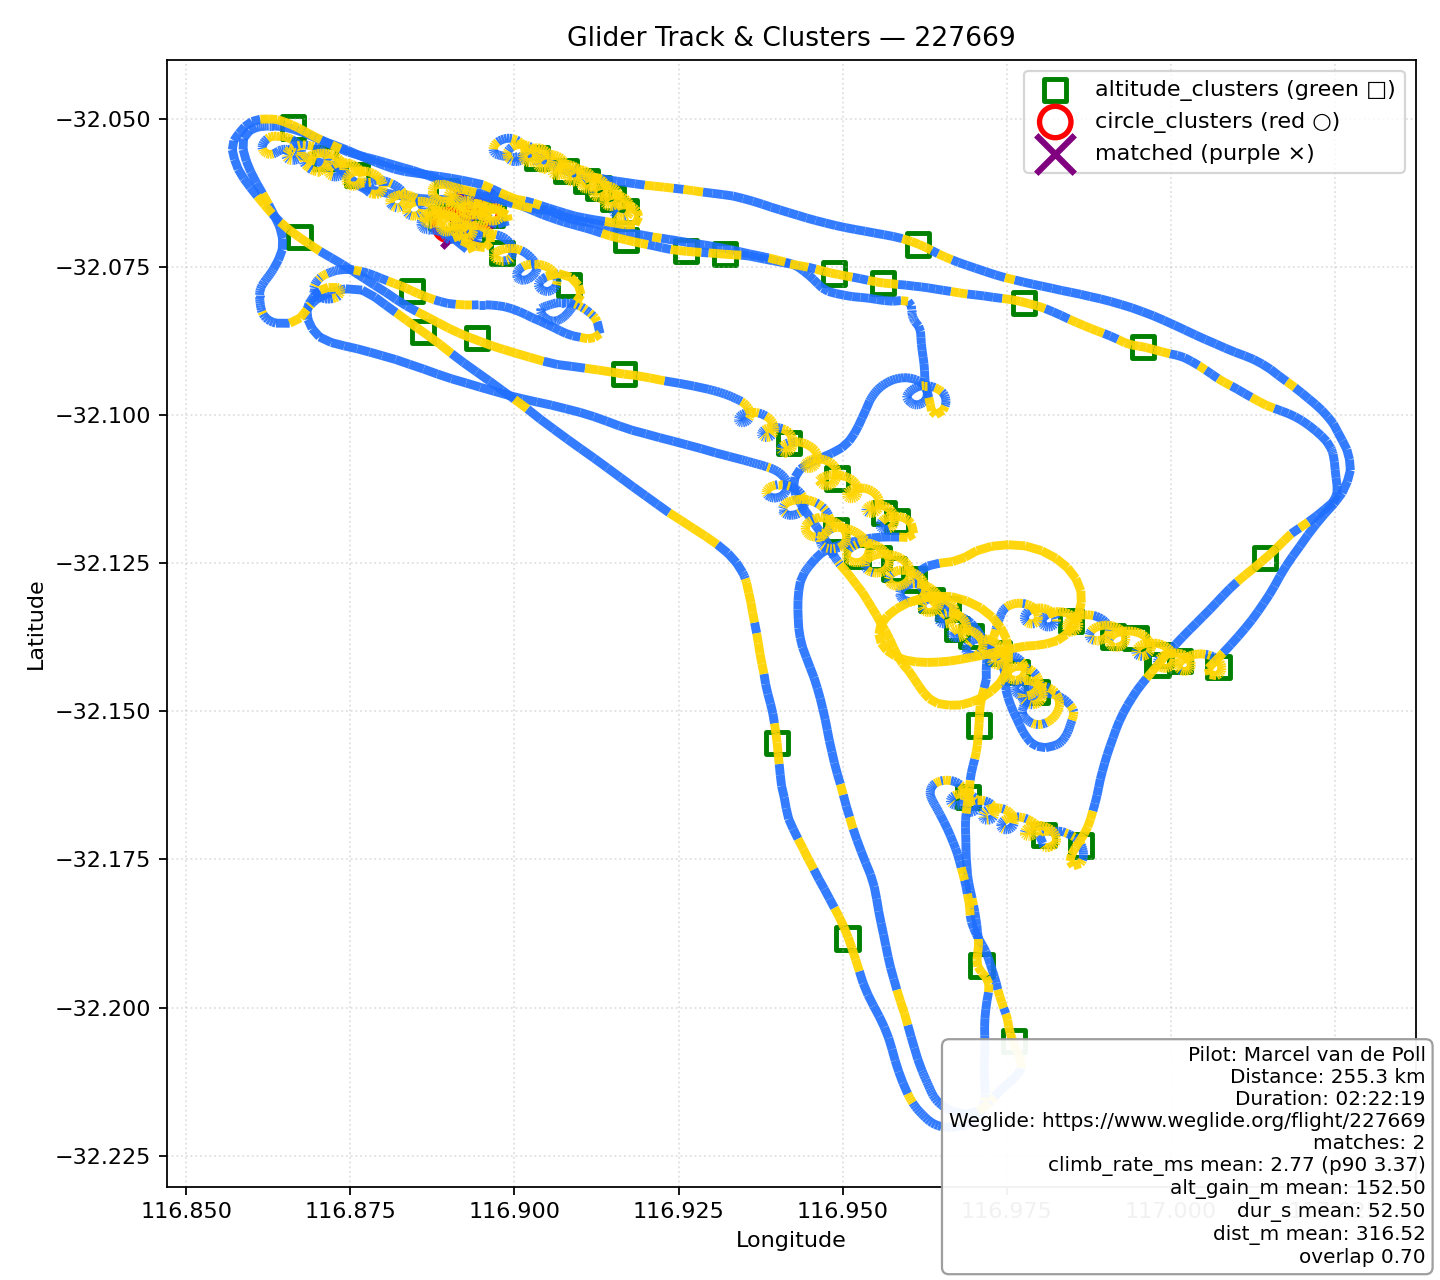 Glider Track & Clusters — 227669
altitude_clusters (green □)
circle_clusters (red ○)
matched (purple ×)
−32.050
−32.075
−32.100
−32.125
−32.150
−32.175
−32.200
−32.225
Latitude
116.850
116.875
116.900
116.925
116.950
116.975
117.000
Longitude
Pilot: Marcel van de Poll
Distance: 255.3 km
Duration: 02:22:19
Weglide: https://www.weglide.org/flight/227669
matches: 2
climb_rate_ms mean: 2.77 (p90 3.37)
alt_gain_m mean: 152.50
dur_s mean: 52.50
dist_m mean: 316.52
overlap 0.70